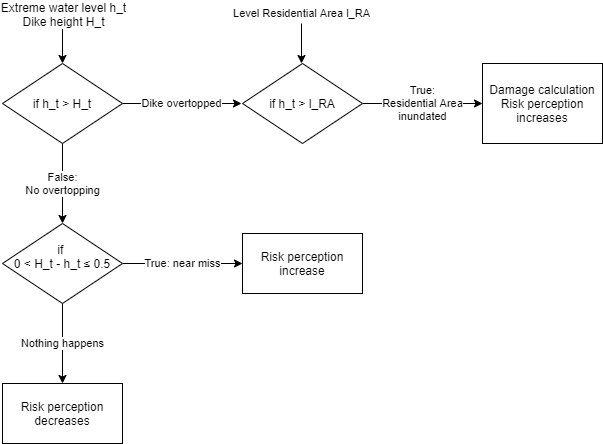 Extreme water level h_t
Dike height H_t
Level Residential Area l_RA
if h_t > H_t
Dike overtopped
if h_t > l_RA
True:
Residential Area
inundated
Damage calculation
Risk perception
increases
False:
No overtopping
if
0 < H_t - h_t ≤ 0.5
True: near miss
Risk perception
increase
Nothing happens
Risk perception
decreases